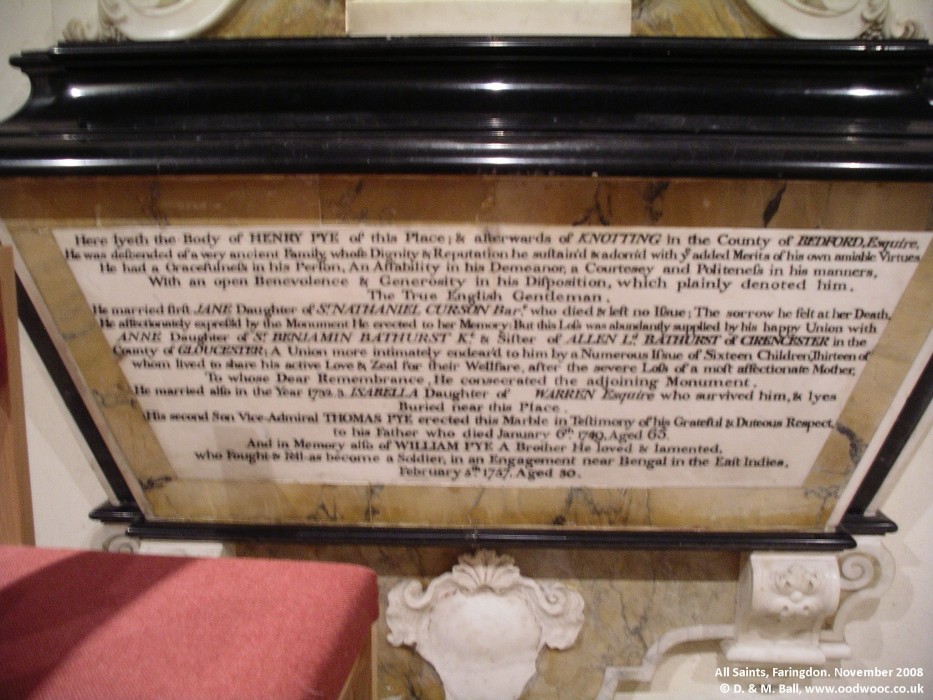 Here lyeth the Body of HENRY PYE of this Place; & afterwards of KNOTTING in the County of BEDFORD, Esquire,
He was descended of a very ancient Family, whose Dignity & Reputation he sustain'd & adorn'd with yᵉ added Merits of his own amiable Virtues.
He had a Gracefulness in his Person, An Affability in his Demeanor, a Courtesey and Politeness in his manners,
With an open Benevolence & Generosity in his Disposition, which plainly denoted him,
The True English Gentleman.
He married first JANE Daughter of Sʳ NATHANIEL CURSON Barᵗ who died & left no Issue; The sorrow he felt at her Death,
He affectionately express'd by the Monument He erected to her Memory: But this Loss was abundantly supplied by his happy Union with
ANNE Daughter of Sʳ BENJAMIN BATHURST Kᵗ & Sister of ALLEN Lᵈ BATHURST of CIRENCESTER in the
County of GLOUCESTER; A Union more intimately endear'd to him by a Numerous Issue of Sixteen Children, Thirteen of
whom lived to share his active Love & Zeal for their Wellfare, after the severe Loss of a most affectionate Mother,
To whose Dear Remembrance, He consecrated the adjoining Monument.
He married also in the Year 1732. 3. ISABELLA Daughter of WARREN Esquire who survived him, & lyes
Buried near this Place.
His second Son Vice-Admiral THOMAS PYE erected this Marble in Testimony of his Grateful & Duteous Respect,
to his Father who died January 6ᵗʰ 1749. Aged 65.
And in Memory also of WILLIAM PYE A Brother He loved & lamented,
who Fought & Fell as become a Soldier, in an Engagement near Bengal in the East Indies,
February 5ᵗʰ 1757. Aged 30.
All Saints, Faringdon. November 2008
© D. & M. Ball, www.oodwooc.co.uk